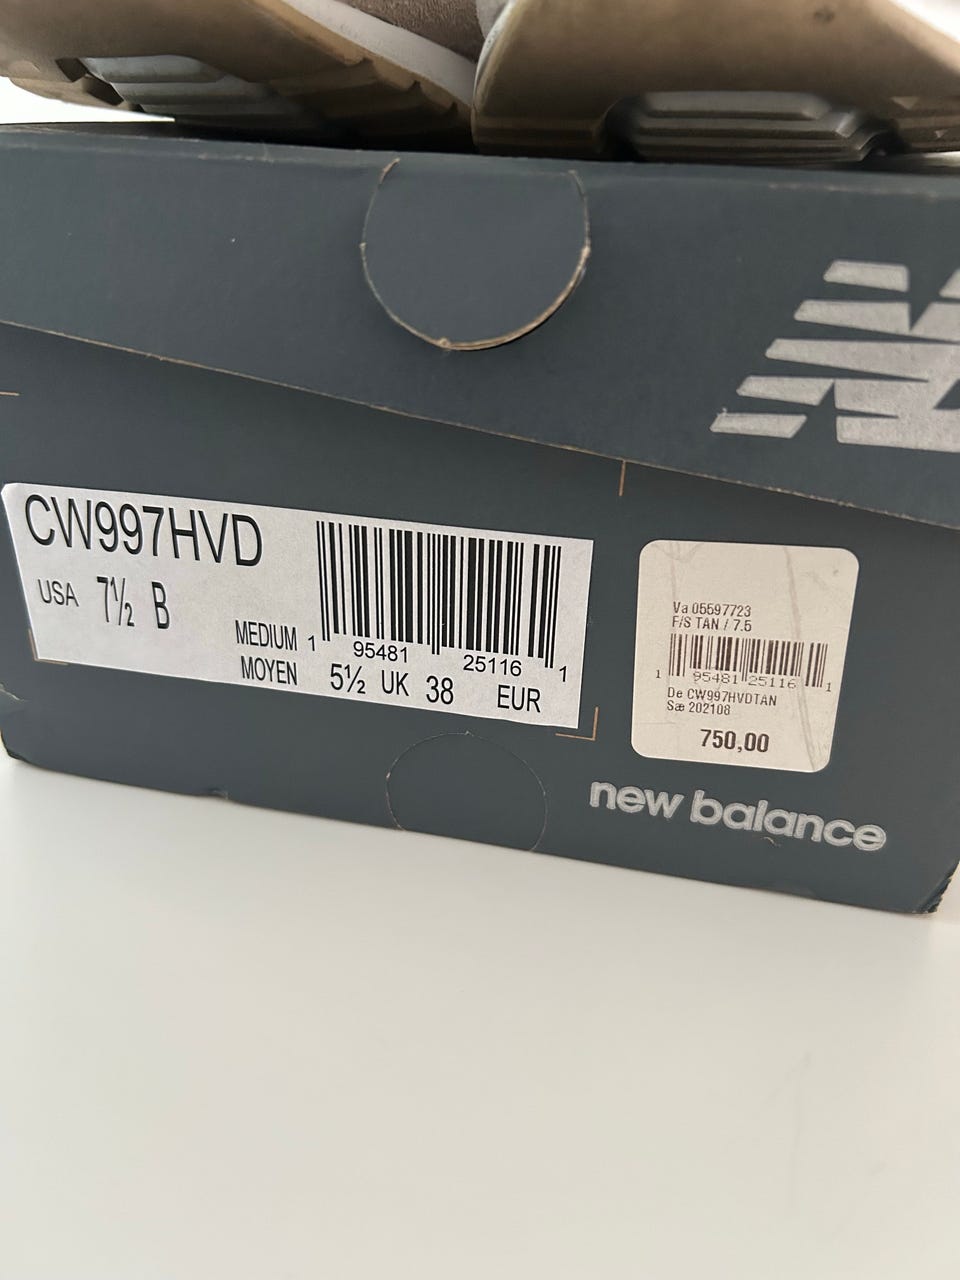 CW997HVD
USA 7½ B
MEDIUM
MOYEN
1 95481 25116 1
5½ UK 38 EUR
Va 05597723
F/S TAN / 7.5
1 95481 25116 1
De CW997HVDTAN
Sæ 202108
750,00
new balance